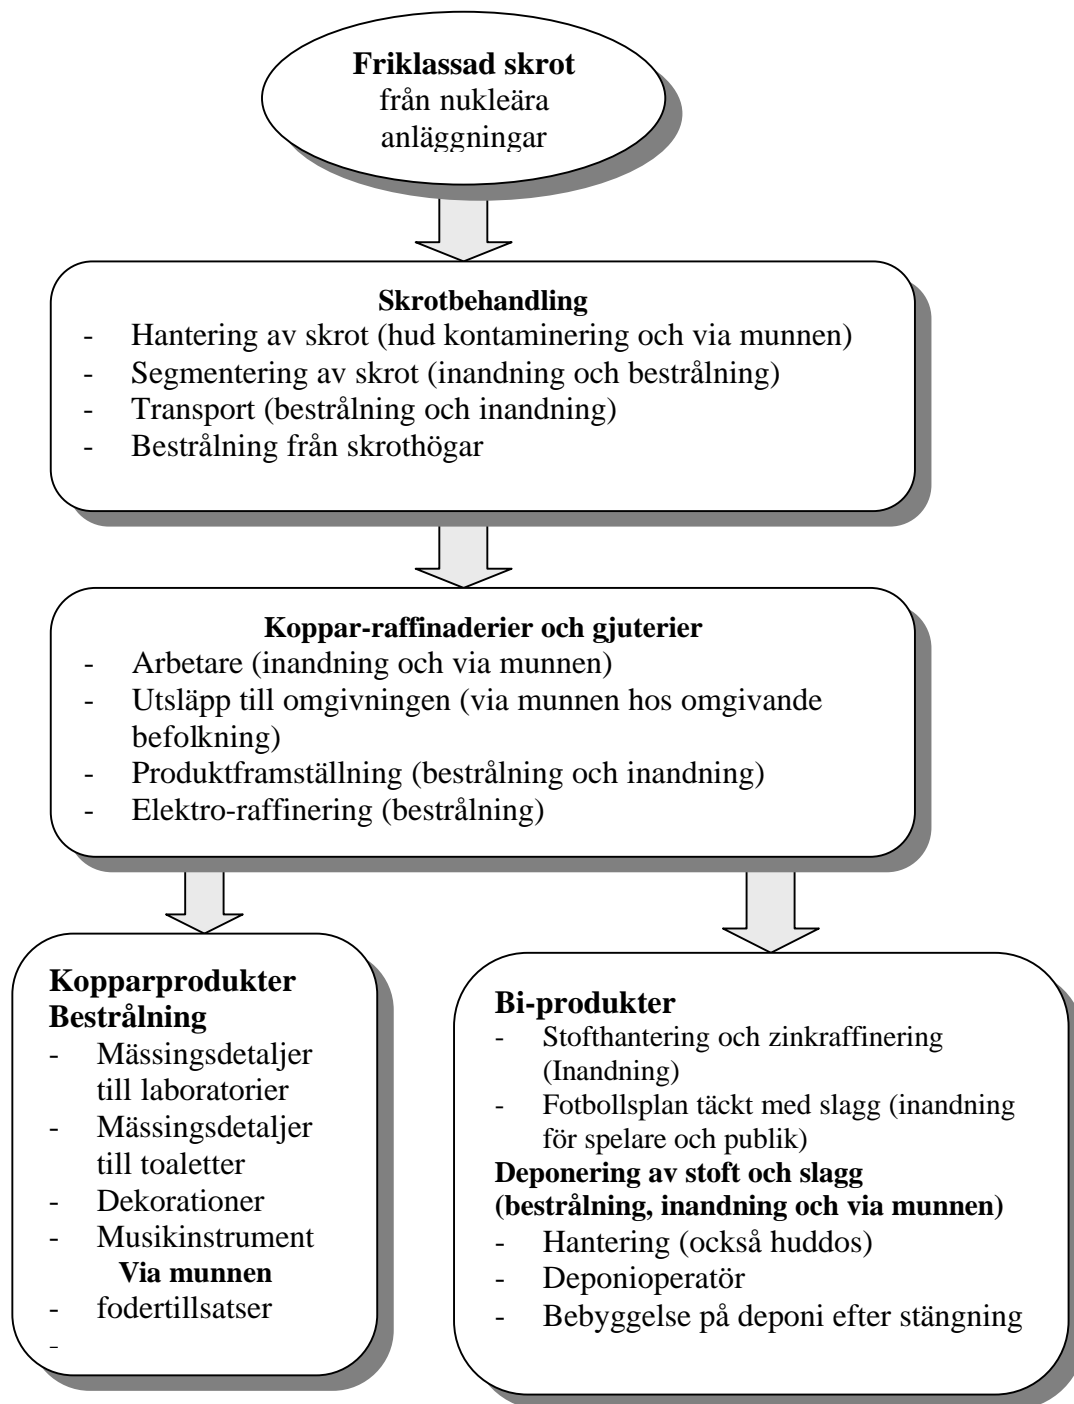 Friklassad skrot
från nukleära
anläggningar
Skrotbehandling
- Hantering av skrot (hud kontaminering och via munnen)
- Segmentering av skrot (inandning och bestrålning)
- Transport (bestrålning och inandning)
- Bestrålning från skrothögar
Koppar-raffinaderier och gjuterier
- Arbetare (inandning och via munnen)
- Utsläpp till omgivningen (via munnen hos omgivande
befolkning)
- Produktframställning (bestrålning och inandning)
- Elektro-raffinering (bestrålning)
Kopparprodukter
Bestrålning
- Mässingsdetaljer
till laboratorier
- Mässingsdetaljer
till toaletter
- Dekorationer
- Musikinstrument
Via munnen
- fodertillsatser
-
Bi-produkter
- Stofthantering och zinkraffinering
(Inandning)
- Fotbollsplan täckt med slagg (inandning
för spelare och publik)
Deponering av stoft och slagg
(bestrålning, inandning och via munnen)
- Hantering (också huddos)
- Deponioperatör
- Bebyggelse på deponi efter stängning